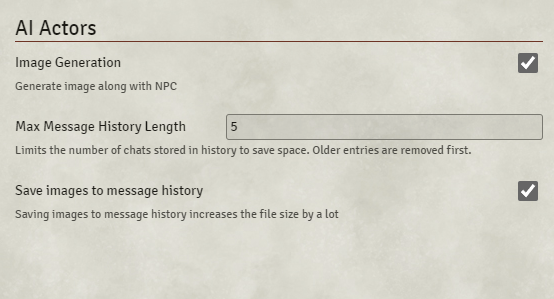 AI Actors
Image Generation
Generate image along with NPC
Max Message History Length
5
Limits the number of chats stored in history to save space. Older entries are removed first.
Save images to message history
Saving images to message history increases the file size by a lot